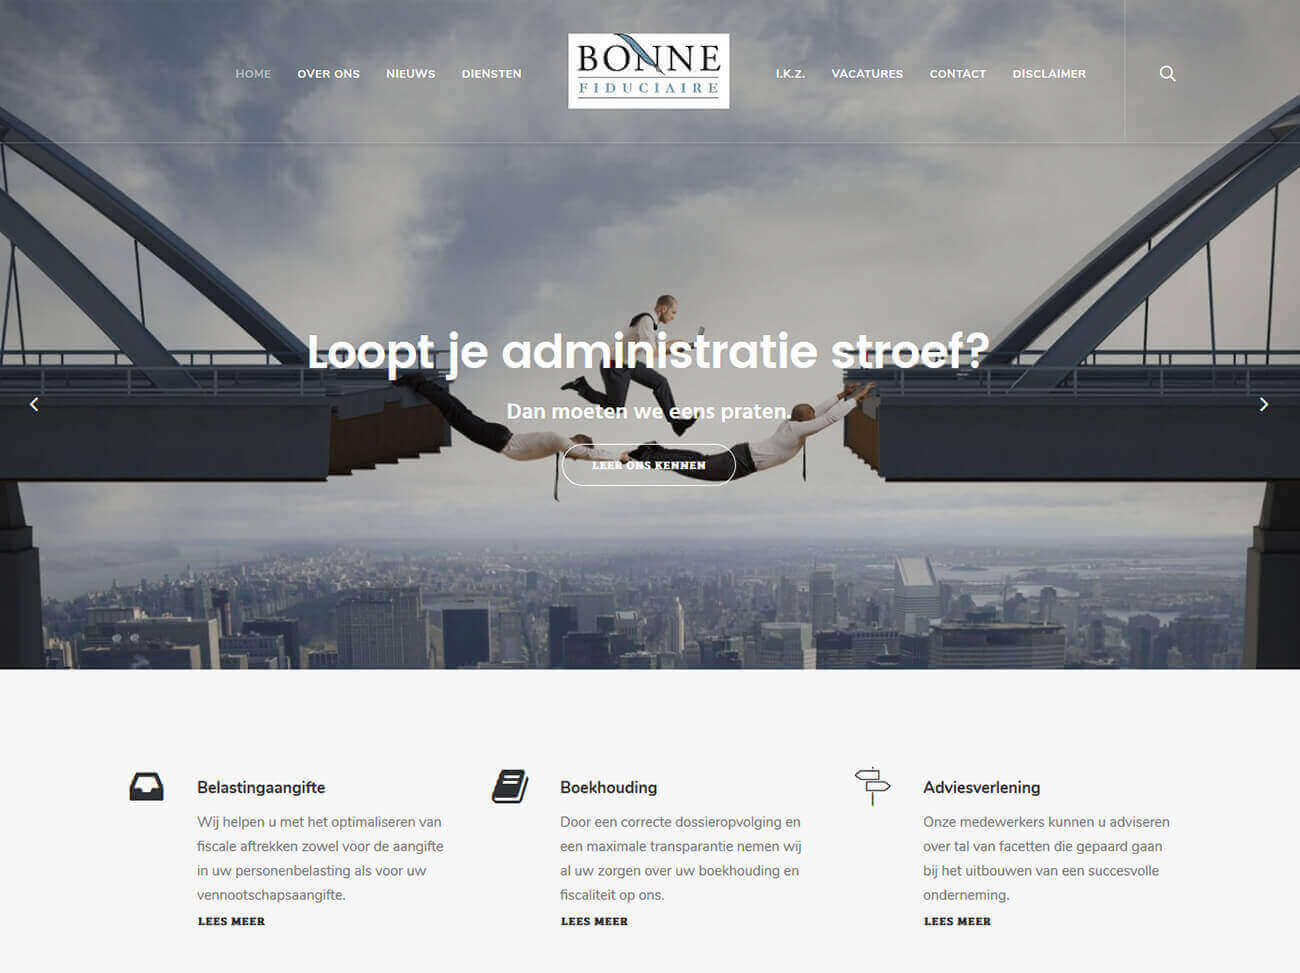 HOME OVER ONS NIEUWS DIENSTEN
BONNE
FIDUCIAIRE
I.K.Z. VACATURES CONTACT DISCLAIMER
Loopt je administratie stroef?
Dan moeten we eens praten.
LEER ONS KENNEN
Belastingaangifte
Wij helpen u met het optimaliseren van
fiscale aftrekken zowel voor de aangifte
in uw personenbelasting als voor uw
vennootschapsaangifte.
LEES MEER
Boekhouding
Door een correcte dossieropvolging en
een maximale transparantie nemen wij
al uw zorgen over uw boekhouding en
fiscaliteit op ons.
LEES MEER
Adviesverlening
Onze medewerkers kunnen u adviseren
over tal van facetten die gepaard gaan
bij het uitbouwen van een succesvolle
onderneming.
LEES MEER